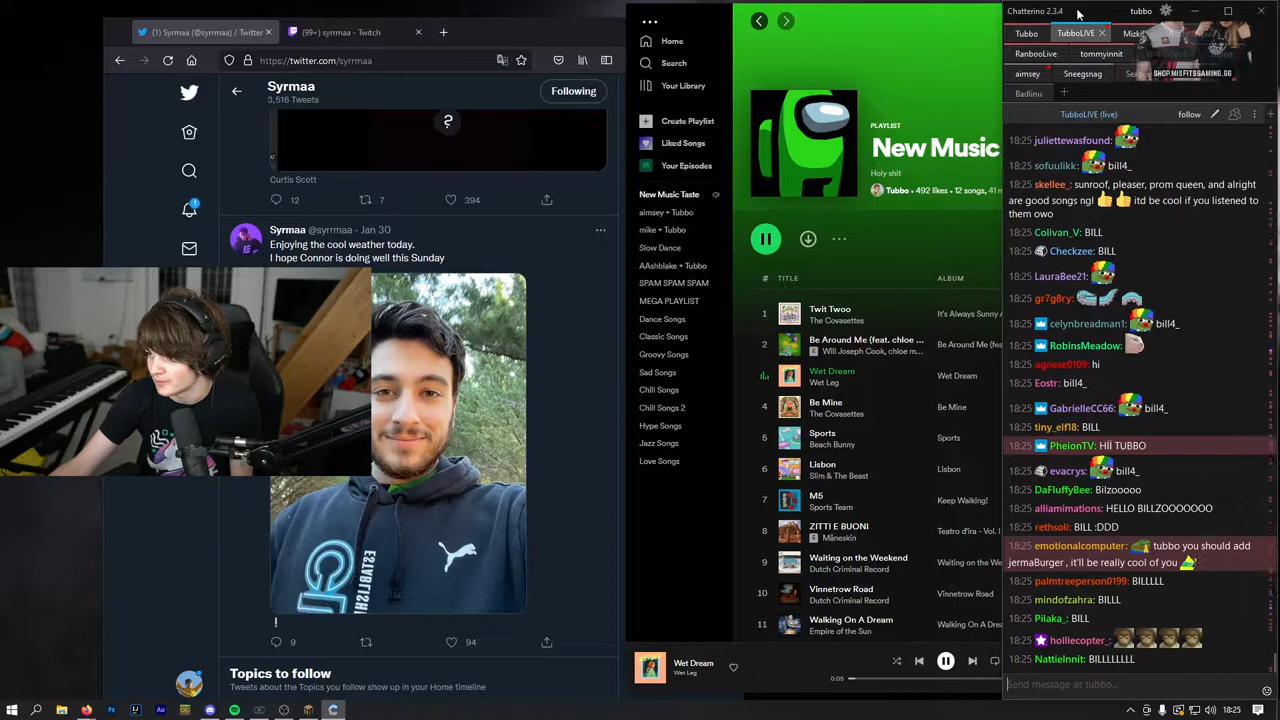 (1) Syrmaa (@syrrmaa) / Twitter
(99+) syrrmaa - Twitch
https://twitter.com/syrrmaa
Syrmaa
3,516 Tweets
Following
?
Curtis Scott
12
7
394
Syrmaa @syrrmaa · Jan 30
Enjoying the cool weather today.
I hope Connor is doing well this Sunday
!
9
94
Topics to follow
Tweets about the Topics you follow show up in your Home timeline
Home
Search
Your Library
Create Playlist
Liked Songs
Your Episodes
New Music Taste
aimsey + Tubbo
mike + Tubbo
Slow Dance
AAshblake + Tubbo
SPAM SPAM SPAM
MEGA PLAYLIST
Dance Songs
Classic Songs
Groovy Songs
Sad Songs
Chill Songs
Chill Songs 2
Hype Songs
Jazz Songs
Love Songs
PLAYLIST
New Music
Holy shit
Tubbo • 492 likes • 12 songs, 41 m
# TITLE ALBUM
1 Twit Twoo It's Always Sunny
The Covasettes
2 Be Around Me (feat. chloe ... Be Around Me
E Will Joseph Cook, chloe m...
Wet Dream Wet Dream
Wet Leg
4 Be Mine Be Mine
The Covasettes
5 Sports Sports
Beach Bunny
6 Lisbon Lisbon
Slim & The Beast
7 M5 Keep Walking!
Sports Team
8 ZITTI E BUONI Teatro d'ira - Vol. I
E Måneskin
9 Waiting on the Weekend Waiting on the
Dutch Criminal Record
10 Vinnetrow Road Vinnetrow Road
Dutch Criminal Record
11 Walking On A Dream Walking On A
Empire of the Sun
Wet Dream
Wet Leg
0:05
Chatterino 2.3.4
tubbo
Tubbo
TubboLIVE
RanbooLive
tommyinnit
aimsey
Sneegsnag
Badlinu
SHOP.MISFITSGAMING.GG
TubboLIVE (live)
follow
18:25 juliettewasfound:
18:25 sofuulikk: bill4_
18:25 skellee_: sunroof, pleaser, prom queen, and alright
are good songs ngl itd be cool if you listened to
them owo
18:25 Colivan_V: BILL
18:25 Checkzee: BILL
18:25 LauraBee21:
18:25 gr7g8ry:
18:25 celynbreadman1: bill4_
18:25 RobinsMeadow:
18:25 agnese0109: hi
18:25 Eostr: bill4_
18:25 GabrielleCC66: bill4_
18:25 tiny_elf18: BILL
18:25 PheionTV: HIÍ TUBBO
18:25 evacrys: bill4_
18:25 DaFluffyBee: Bilzooooo
18:25 alliamimations: HELLO BILLZOOOOOOO
18:25 rethsoli: BILL :DDD
18:25 emotionalcomputer: tubbo you should add
jermaBurger , it'll be really cool of you
18:25 palmtreeperson0199: BILLLLL
18:25 mindofzahra: BILLL
18:25 Pilaka_: BILL
18:25 holliecopter_:
18:25 NattieInnit: BILLLLLLLL
Send message as tubbo...
18:25